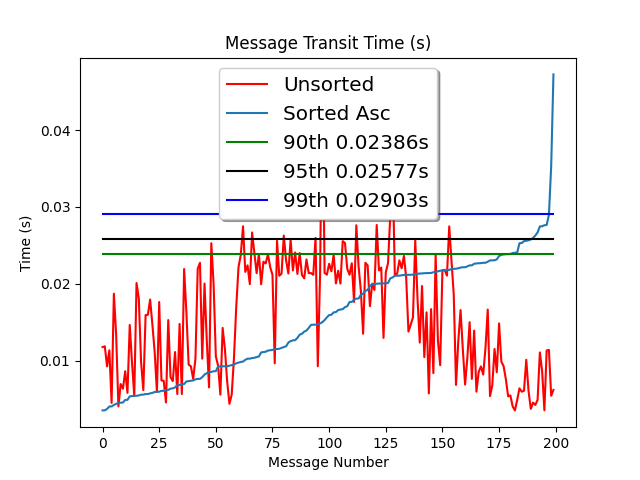 Message Transit Time (s)
Unsorted
Sorted Asc
90th 0.02386s
95th 0.02577s
99th 0.02903s
0.04
0.03
0.02
0.01
Time (s)
0 25 50 75 100 125 150 175 200
Message Number